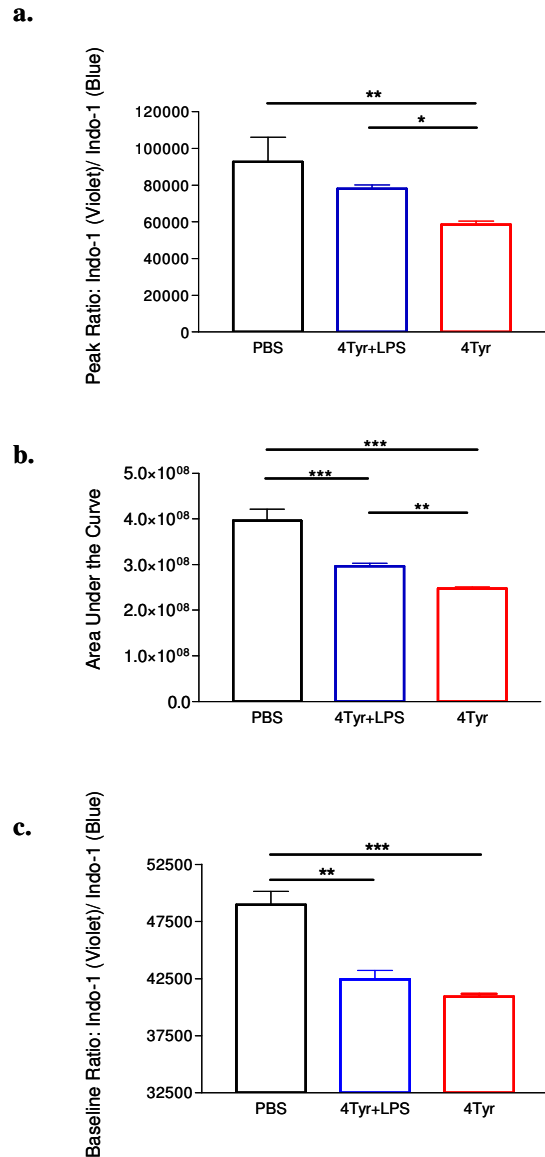 a.
Peak Ratio: Indo-1 (Violet)/ Indo-1 (Blue)
120000
100000
80000
60000
40000
20000
0
**
*
PBS
4Tyr+LPS
4Tyr
b.
Area Under the Curve
5.0×10⁰⁸
4.0×10⁰⁸
3.0×10⁰⁸
2.0×10⁰⁸
1.0×10⁰⁸
0.0
***
***
**
PBS
4Tyr+LPS
4Tyr
c.
Baseline Ratio: Indo-1 (Violet)/ Indo-1 (Blue)
52500
47500
42500
37500
32500
***
**
PBS
4Tyr+LPS
4Tyr